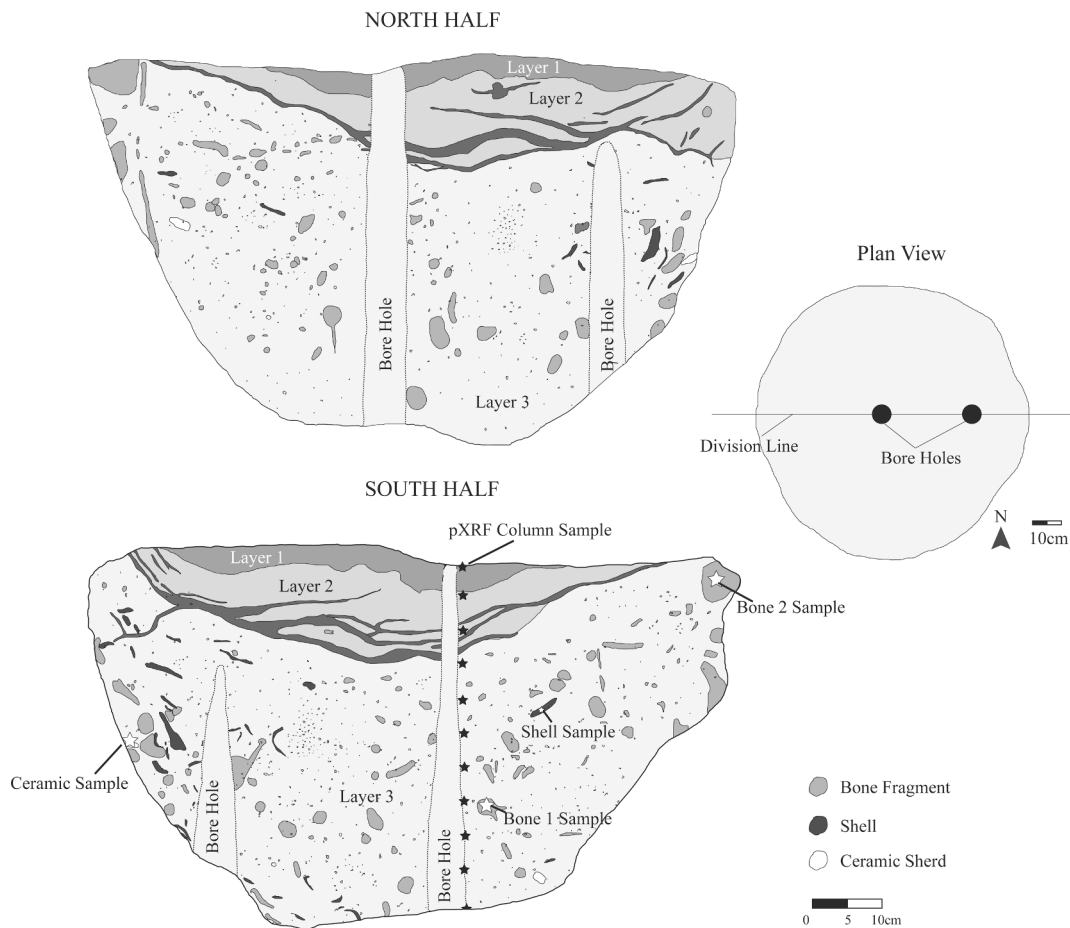 NORTH HALF
Layer 1
Layer 2
Bore Hole
Bore Hole
Layer 3
Plan View
Division Line
Bore Holes
N
10cm
SOUTH HALF
pXRF Column Sample
Layer 1
Layer 2
Bone 2 Sample
Shell Sample
Ceramic Sample
Layer 3
Bone 1 Sample
Bore Hole
Bore Hole
Bone Fragment
Shell
Ceramic Sherd
0 5 10cm